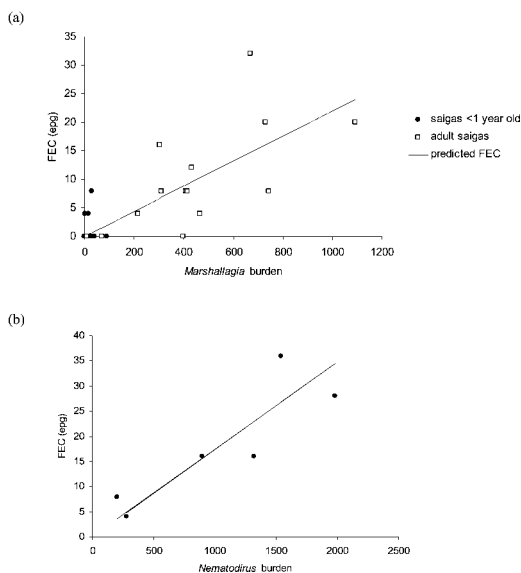 (a)
35
30
25
20
15
10
5
0
FEC (epg)
0 200 400 600 800 1000 1200
Marshallagia burden
saigas <1 year old
adult saigas
predicted FEC
(b)
40
35
30
25
20
15
10
5
0
FEC (epg)
0 500 1000 1500 2000 2500
Nematodirus burden